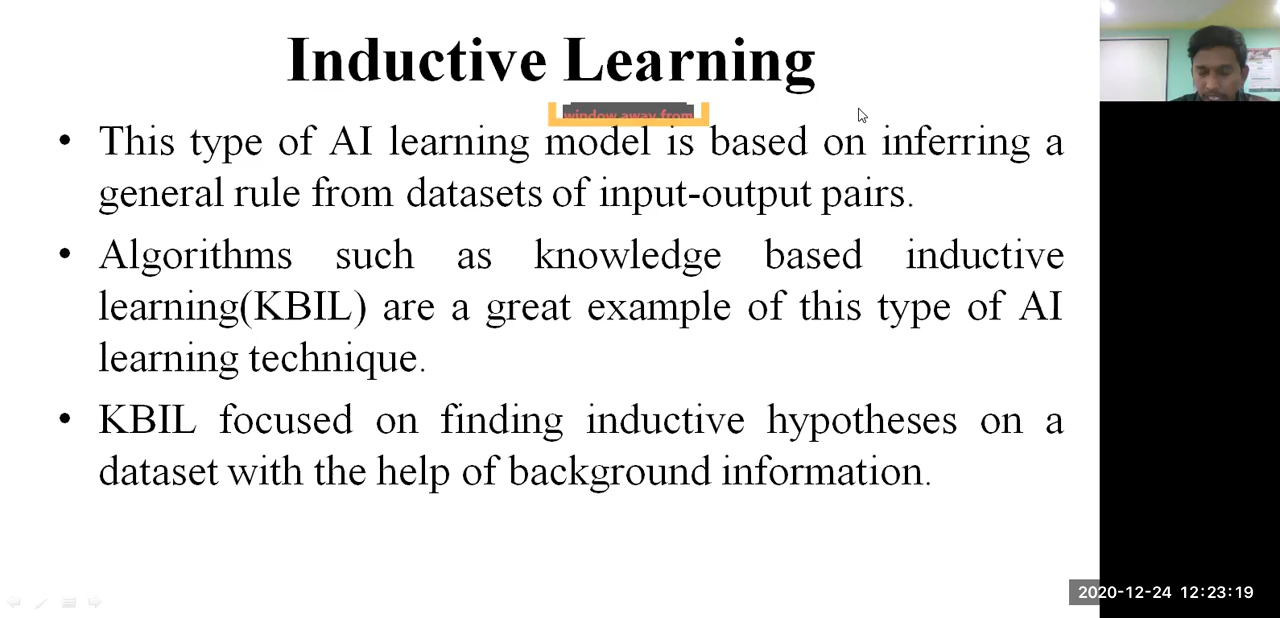 Inductive Learning
window away from
• This type of AI learning model is based on inferring a
general rule from datasets of input-output pairs.
• Algorithms such as knowledge based inductive
learning(KBIL) are a great example of this type of AI
learning technique.
• KBIL focused on finding inductive hypotheses on a
dataset with the help of background information.
2020-12-24 12:23:19